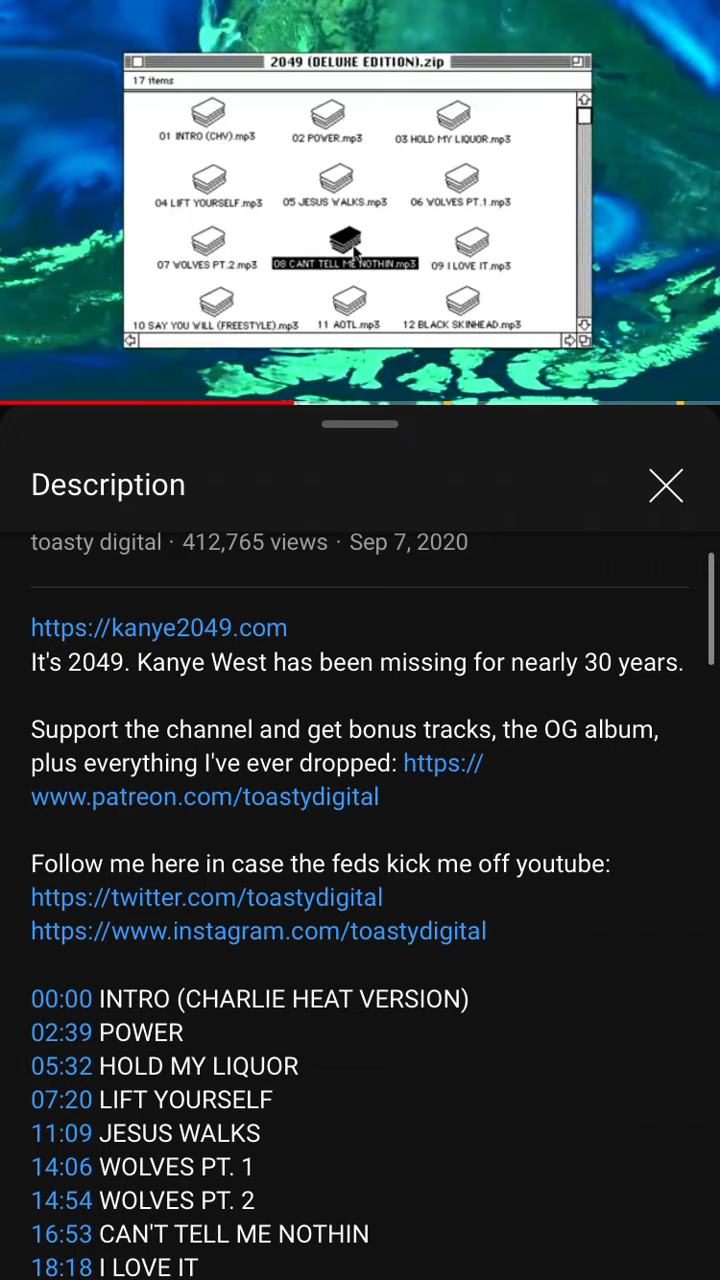 2049 (DELUXE EDITION).zip
17 items
01 INTRO (CHV).mp3
02 POWER.mp3
03 HOLD MY LIQUOR.mp3
04 LIFT YOURSELF.mp3
05 JESUS WALKS.mp3
06 WOLVES PT.1.mp3
07 WOLVES PT.2.mp3
08 CANT TELL ME NOTHIN.mp3
09 I LOVE IT.mp3
10 SAY YOU WILL (FREESTYLE).mp3
11 AOTL.mp3
12 BLACK SKINHEAD.mp3
Description
toasty digital · 412,765 views · Sep 7, 2020
https://kanye2049.com
It's 2049. Kanye West has been missing for nearly 30 years.
Support the channel and get bonus tracks, the OG album,
plus everything I've ever dropped: https://
www.patreon.com/toastydigital
Follow me here in case the feds kick me off youtube:
https://twitter.com/toastydigital
https://www.instagram.com/toastydigital
00:00 INTRO (CHARLIE HEAT VERSION)
02:39 POWER
05:32 HOLD MY LIQUOR
07:20 LIFT YOURSELF
11:09 JESUS WALKS
14:06 WOLVES PT. 1
14:54 WOLVES PT. 2
16:53 CAN'T TELL ME NOTHIN
18:18 I LOVE IT